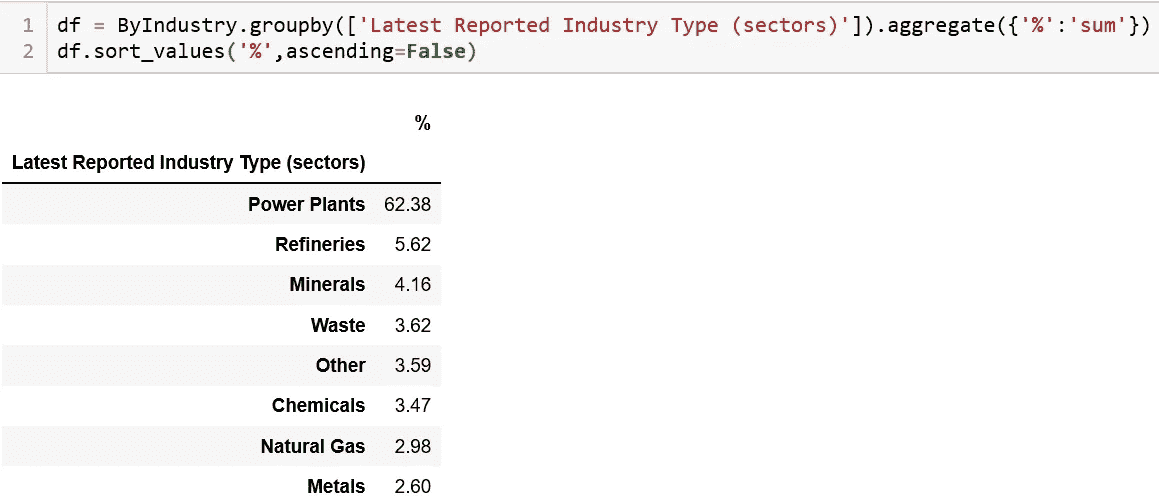 1 df = ByIndustry.groupby(['Latest Reported Industry Type (sectors)']).aggregate({'%':'sum'})
2 df.sort_values('%',ascending=False)
%
Latest Reported Industry Type (sectors)
Power Plants 62.38
Refineries 5.62
Minerals 4.16
Waste 3.62
Other 3.59
Chemicals 3.47
Natural Gas 2.98
Metals 2.60